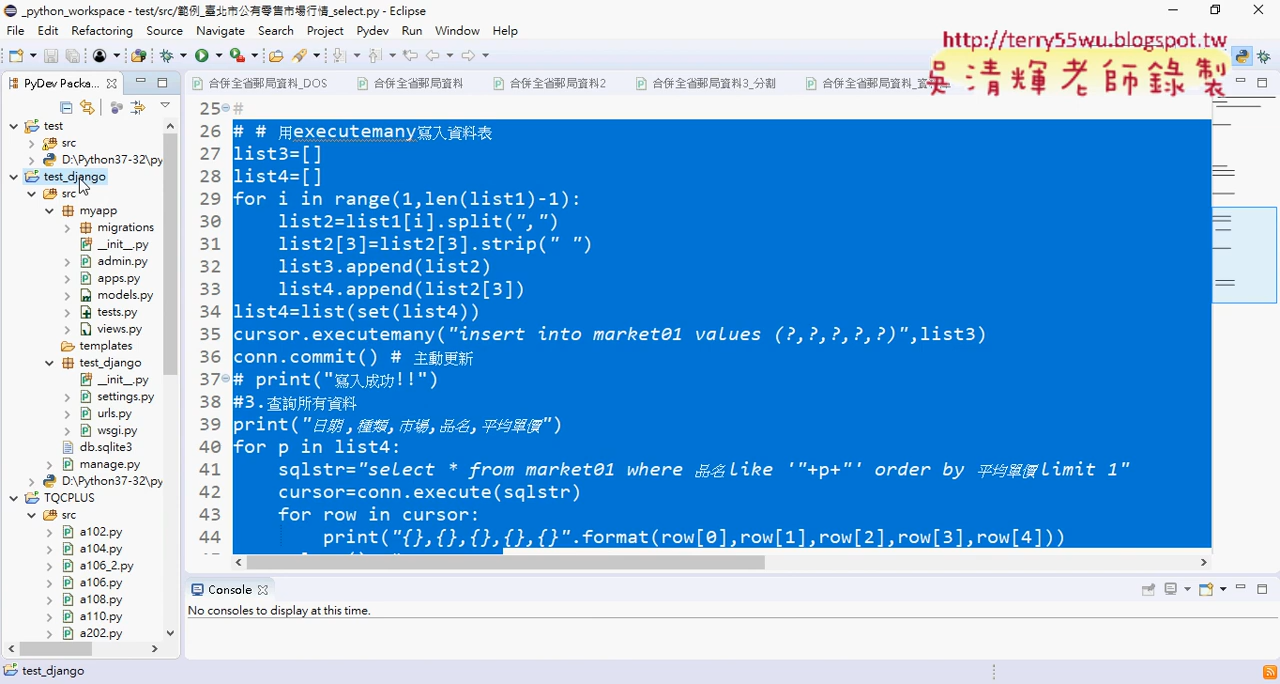 _python_workspace - test/src/範例_臺北市公有零售市場行情_select.py - Eclipse
File Edit Refactoring Source Navigate Search Project Pydev Run Window Help
http://terry55wu.blogspot.tw
吳清輝老師錄製
PyDev Packa...
合併全省郵局資料_DOS
合併全省郵局資料
合併全省郵局資料2
合併全省郵局資料3_分割
test
src
D:\Python37-32\py
test_django
src
myapp
migrations
__init__.py
admin.py
apps.py
models.py
tests.py
views.py
templates
test_django
__init__.py
settings.py
urls.py
wsgi.py
db.sqlite3
manage.py
D:\Python37-32\py
TQCPLUS
src
a102.py
a104.py
a106_2.py
a106.py
a108.py
a110.py
a202.py
25 #
26 # # 用executemany寫入資料表
27 list3=[]
28 list4=[]
29 for i in range(1,len(list1)-1):
30 list2=list1[i].split(",")
31 list2[3]=list2[3].strip(" ")
32 list3.append(list2)
33 list4.append(list2[3])
34 list4=list(set(list4))
35 cursor.executemany("insert into market01 values (?,?,?,?,?)",list3)
36 conn.commit() # 主動更新
37 # print("寫入成功!!")
38 #3.查詢所有資料
39 print("日期,種類,市場,品名,平均單價")
40 for p in list4:
41 sqlstr="select * from market01 where 品名 like '"+p+"' order by 平均單價 limit 1"
42 cursor=conn.execute(sqlstr)
43 for row in cursor:
44 print("{},{},{},{},{}".format(row[0],row[1],row[2],row[3],row[4]))
Console
No consoles to display at this time.
test_django